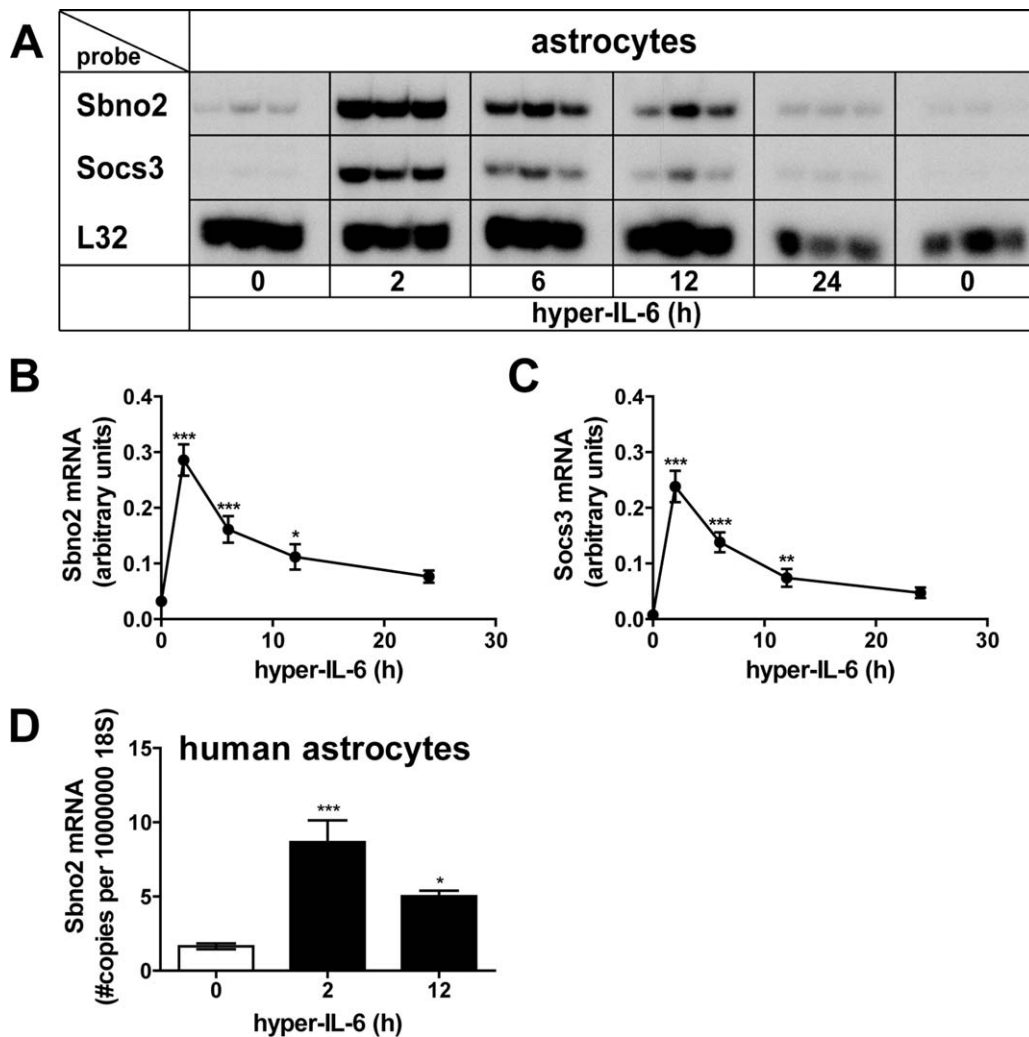 A
probe
astrocytes
Sbno2
Socs3
L32
0 2 6 12 24 0
hyper-IL-6 (h)
B
Sbno2 mRNA
(arbitrary units)
0.4
0.3
0.2
0.1
0.0
***
***
*
0 10 20 30
hyper-IL-6 (h)
C
Socs3 mRNA
(arbitrary units)
0.4
0.3
0.2
0.1
0.0
***
***
**
0 10 20 30
hyper-IL-6 (h)
D
human astrocytes
Sbno2 mRNA
(#copies per 1000000 18S)
15
10
5
0
***
*
0 2 12
hyper-IL-6 (h)